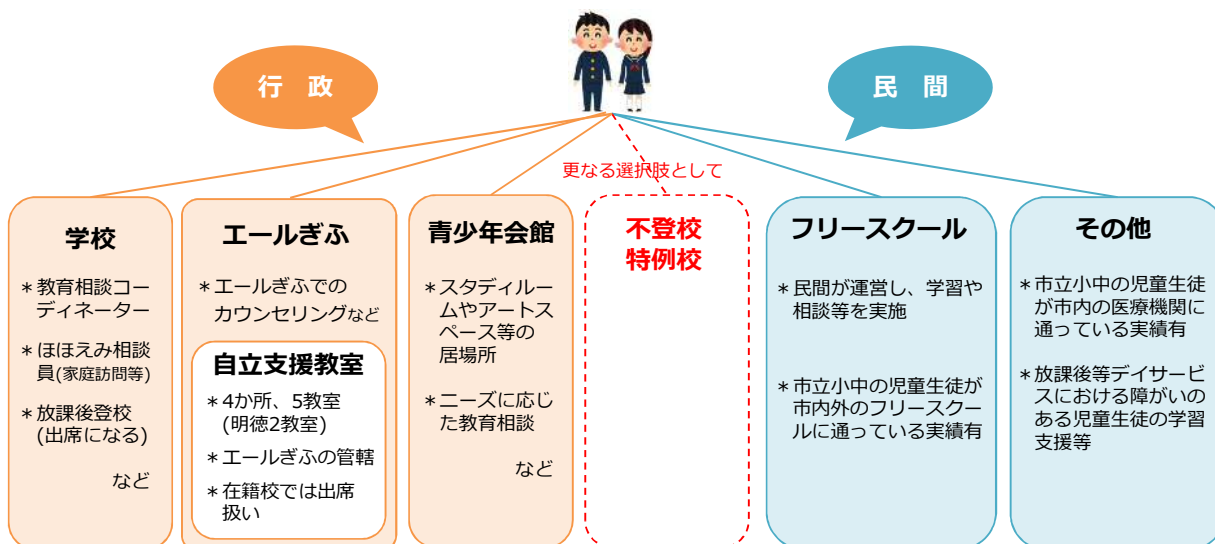 行　政
民　間
更なる選択肢として
学校
＊教育相談コー
ディネーター
＊ほほえみ相談
員(家庭訪問等)
＊放課後登校
(出席になる)
など
エールぎふ
＊エールぎふでの
カウンセリングなど
自立支援教室
＊4か所、5教室
(明徳2教室)
＊エールぎふの管轄
＊在籍校では出席
扱い
青少年会館
＊スタディルー
ムやアートス
ペース等の
居場所
＊ニーズに応じ
た教育相談
など
不登校
特例校
フリースクール
＊民間が運営し、学習や
相談等を実施
＊市立小中の児童生徒が
市内外のフリースクー
ルに通っている実績有
その他
＊市立小中の児童生徒
が市内の医療機関に
通っている実績有
＊放課後等デイサービ
スにおける障がいの
ある児童生徒の学習
支援等